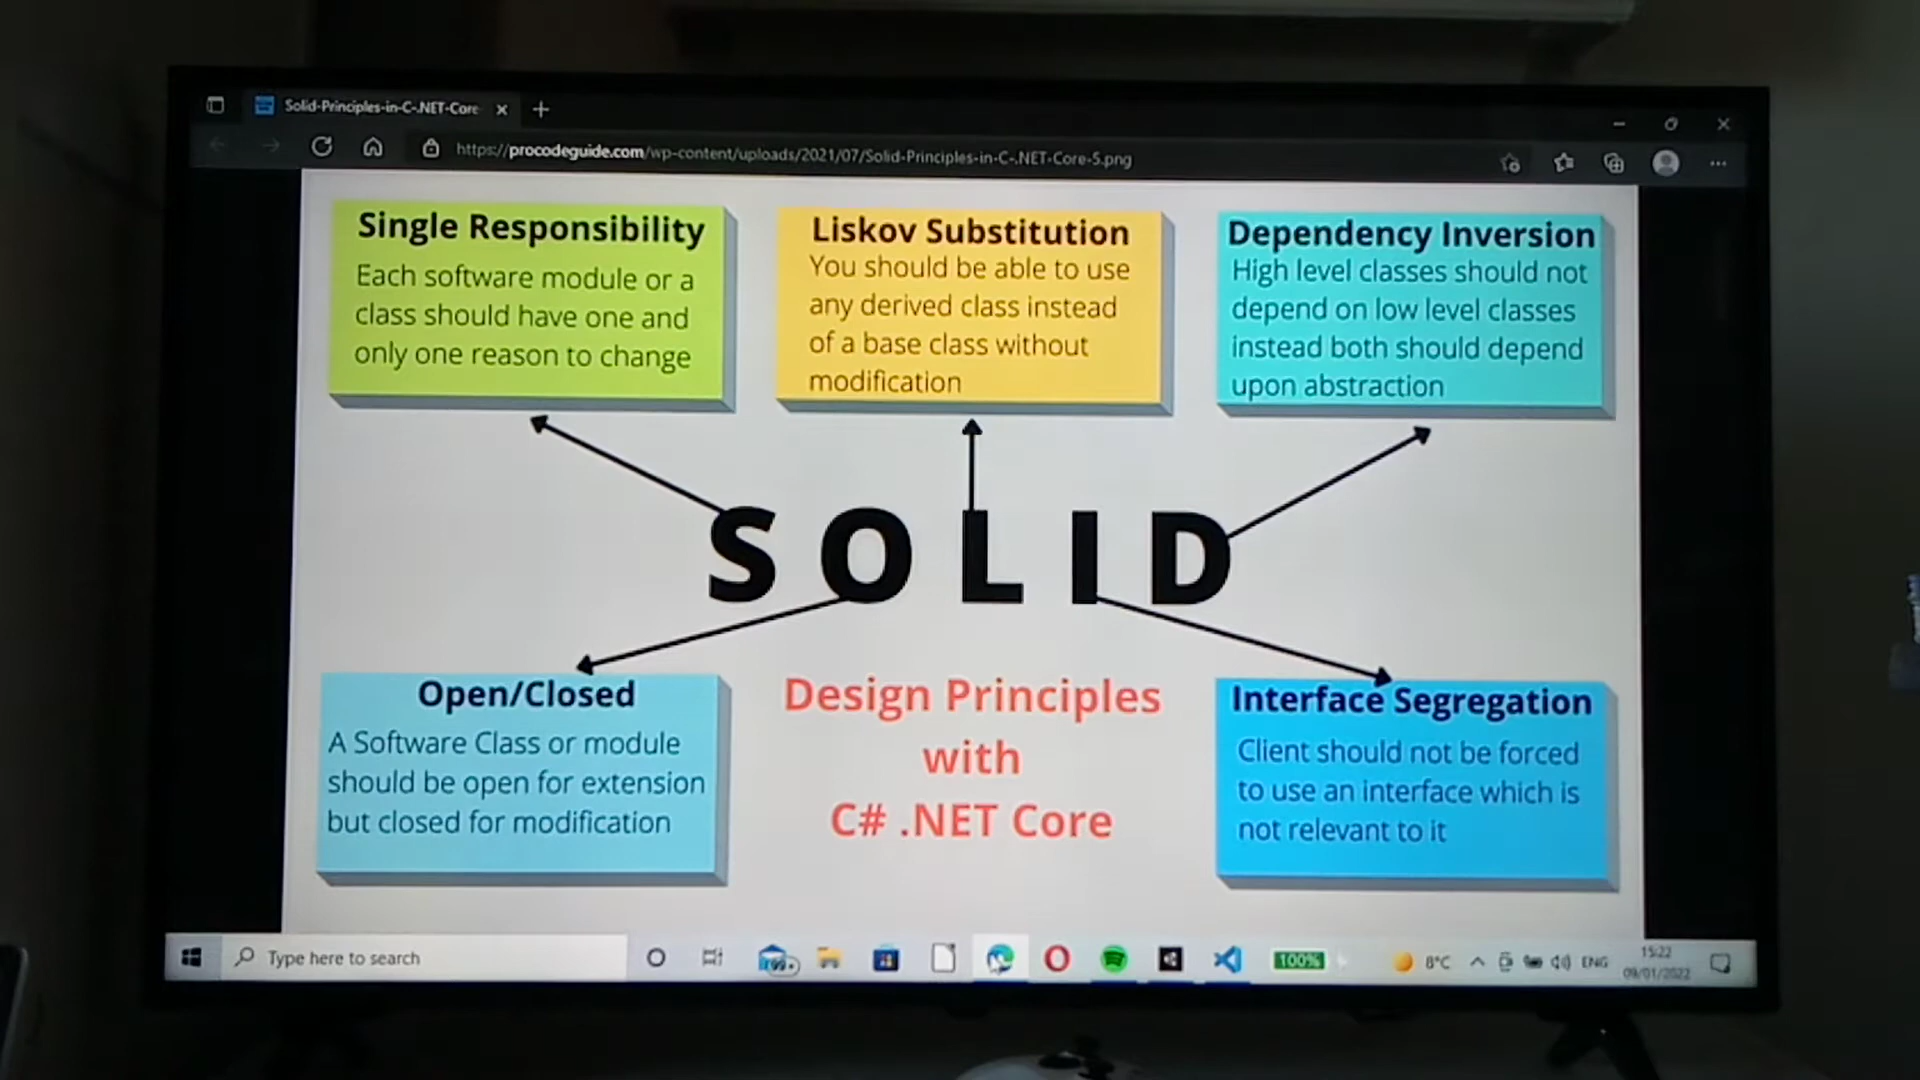 Solid-Principles-in-C-.NET-Core
https://procodeguide.com/wp-content/uploads/2021/07/Solid-Principles-in-C-.NET-Core-5.png
Single Responsibility
Each software module or a
class should have one and
only one reason to change
Liskov Substitution
You should be able to use
any derived class instead
of a base class without
modification
Dependency Inversion
High level classes should not
depend on low level classes
instead both should depend
upon abstraction
S O L I D
Open/Closed
A Software Class or module
should be open for extension
but closed for modification
Design Principles
with
C# .NET Core
Interface Segregation
Client should not be forced
to use an interface which is
not relevant to it
Type here to search
99+
100%
8°C
ENG
15:22
09/01/2022